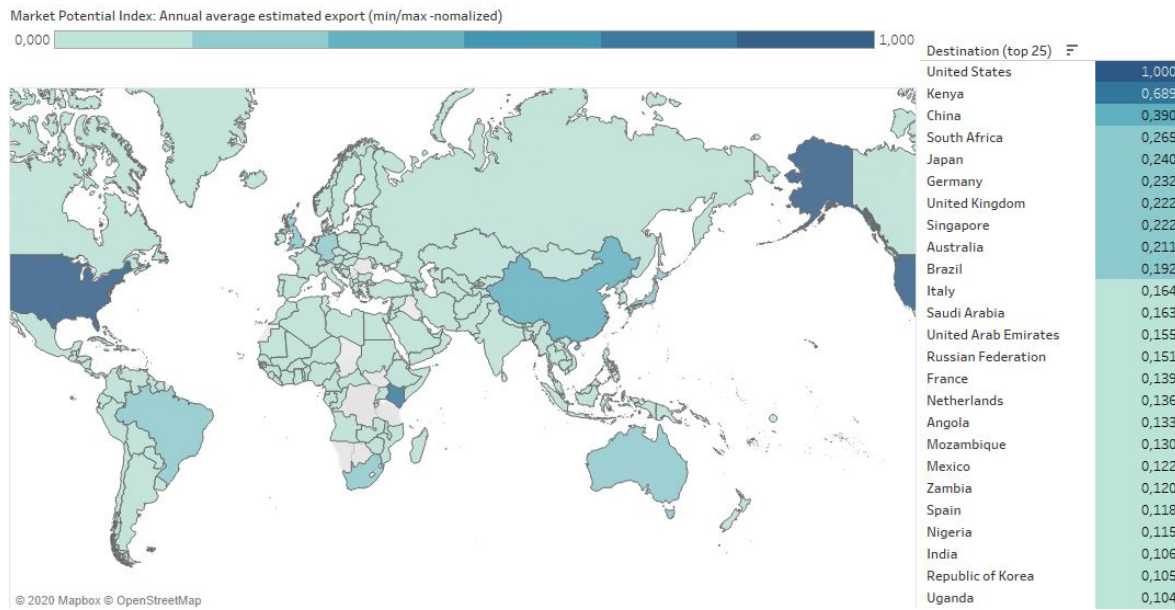 Market Potential Index: Annual average estimated export (min/max -nomalized)
0,000 1,000
Destination (top 25)
United States 1,000
Kenya 0,689
China 0,390
South Africa 0,265
Japan 0,240
Germany 0,232
United Kingdom 0,222
Singapore 0,222
Australia 0,211
Brazil 0,192
Italy 0,164
Saudi Arabia 0,163
United Arab Emirates 0,155
Russian Federation 0,151
France 0,139
Netherlands 0,136
Angola 0,133
Mozambique 0,130
Mexico 0,122
Zambia 0,120
Spain 0,118
Nigeria 0,115
India 0,106
Republic of Korea 0,105
Uganda 0,104
© 2020 Mapbox © OpenStreetMap